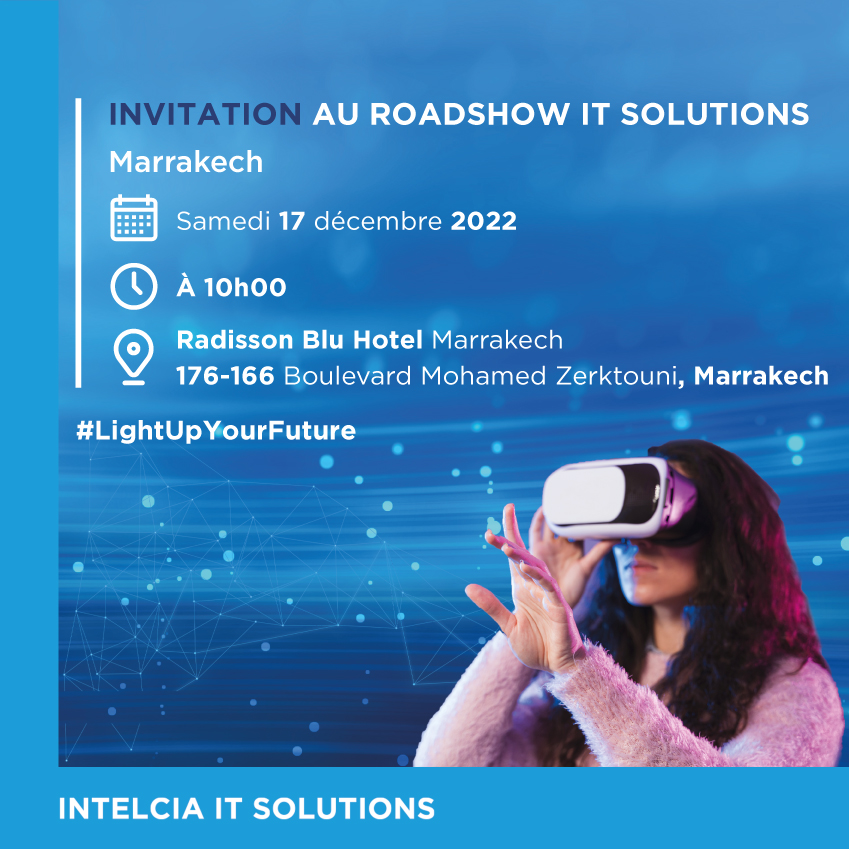 INVITATION AU ROADSHOW IT SOLUTIONS
Marrakech
Samedi 17 décembre 2022
À 10h00
Radisson Blu Hotel Marrakech
176-166 Boulevard Mohamed Zerktouni, Marrakech
#LightUpYourFuture
INTELCIA IT SOLUTIONS